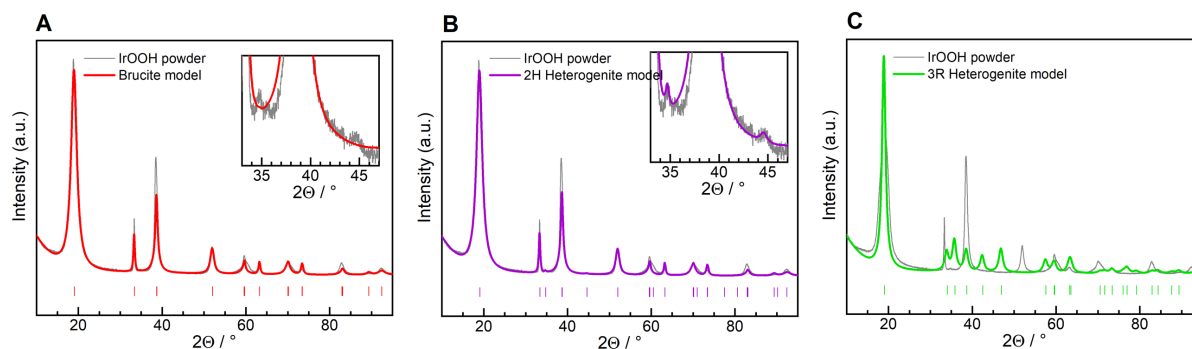 A
IrOOH powder
Brucite model
Intensity (a.u.)
33
40
45
2Θ / °
20
40
60
80
2Θ / °
B
IrOOH powder
2H Heterogenite model
Intensity (a.u.)
35
40
45
2Θ / °
20
40
60
80
2Θ / °
C
IrOOH powder
3R Heterogenite model
Intensity (a.u.)
20
40
60
80
2Θ / °